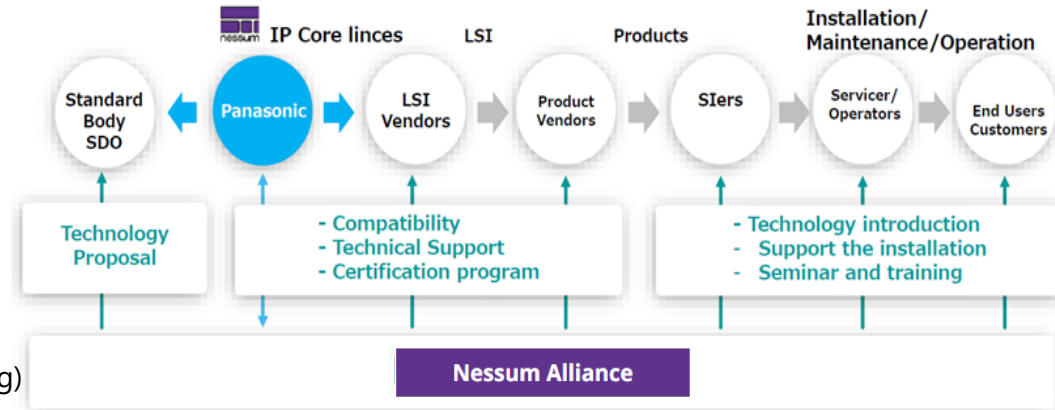 nessum
IP Core linces
LSI
Products
Installation/
Maintenance/Operation
Standard
Body
SDO
Panasonic
LSI
Vendors
Product
Vendors
SIers
Servicer/
Operators
End Users
Customers
Technology
Proposal
- Compatibility
- Technical Support
- Certification program
- Technology introduction
- Support the installation
- Seminar and training
g)
Nessum Alliance